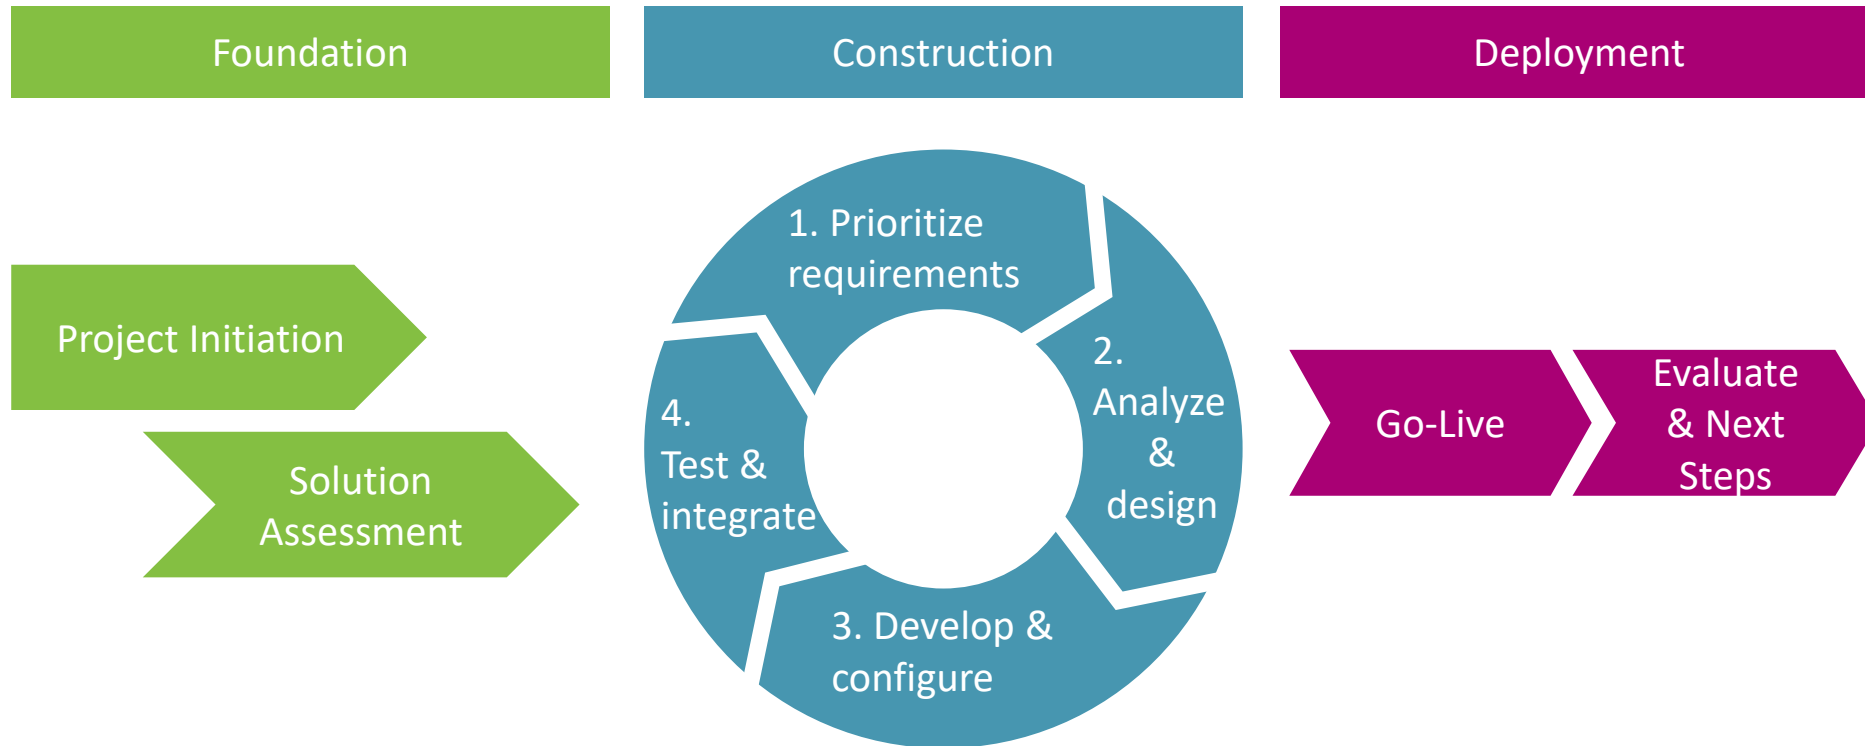 Foundation
Construction
Deployment
Project Initiation
Solution
Assessment
1. Prioritize
requirements
2.
Analyze
&
design
3. Develop &
configure
4.
Test &
integrate
Go-Live
Evaluate
& Next
Steps